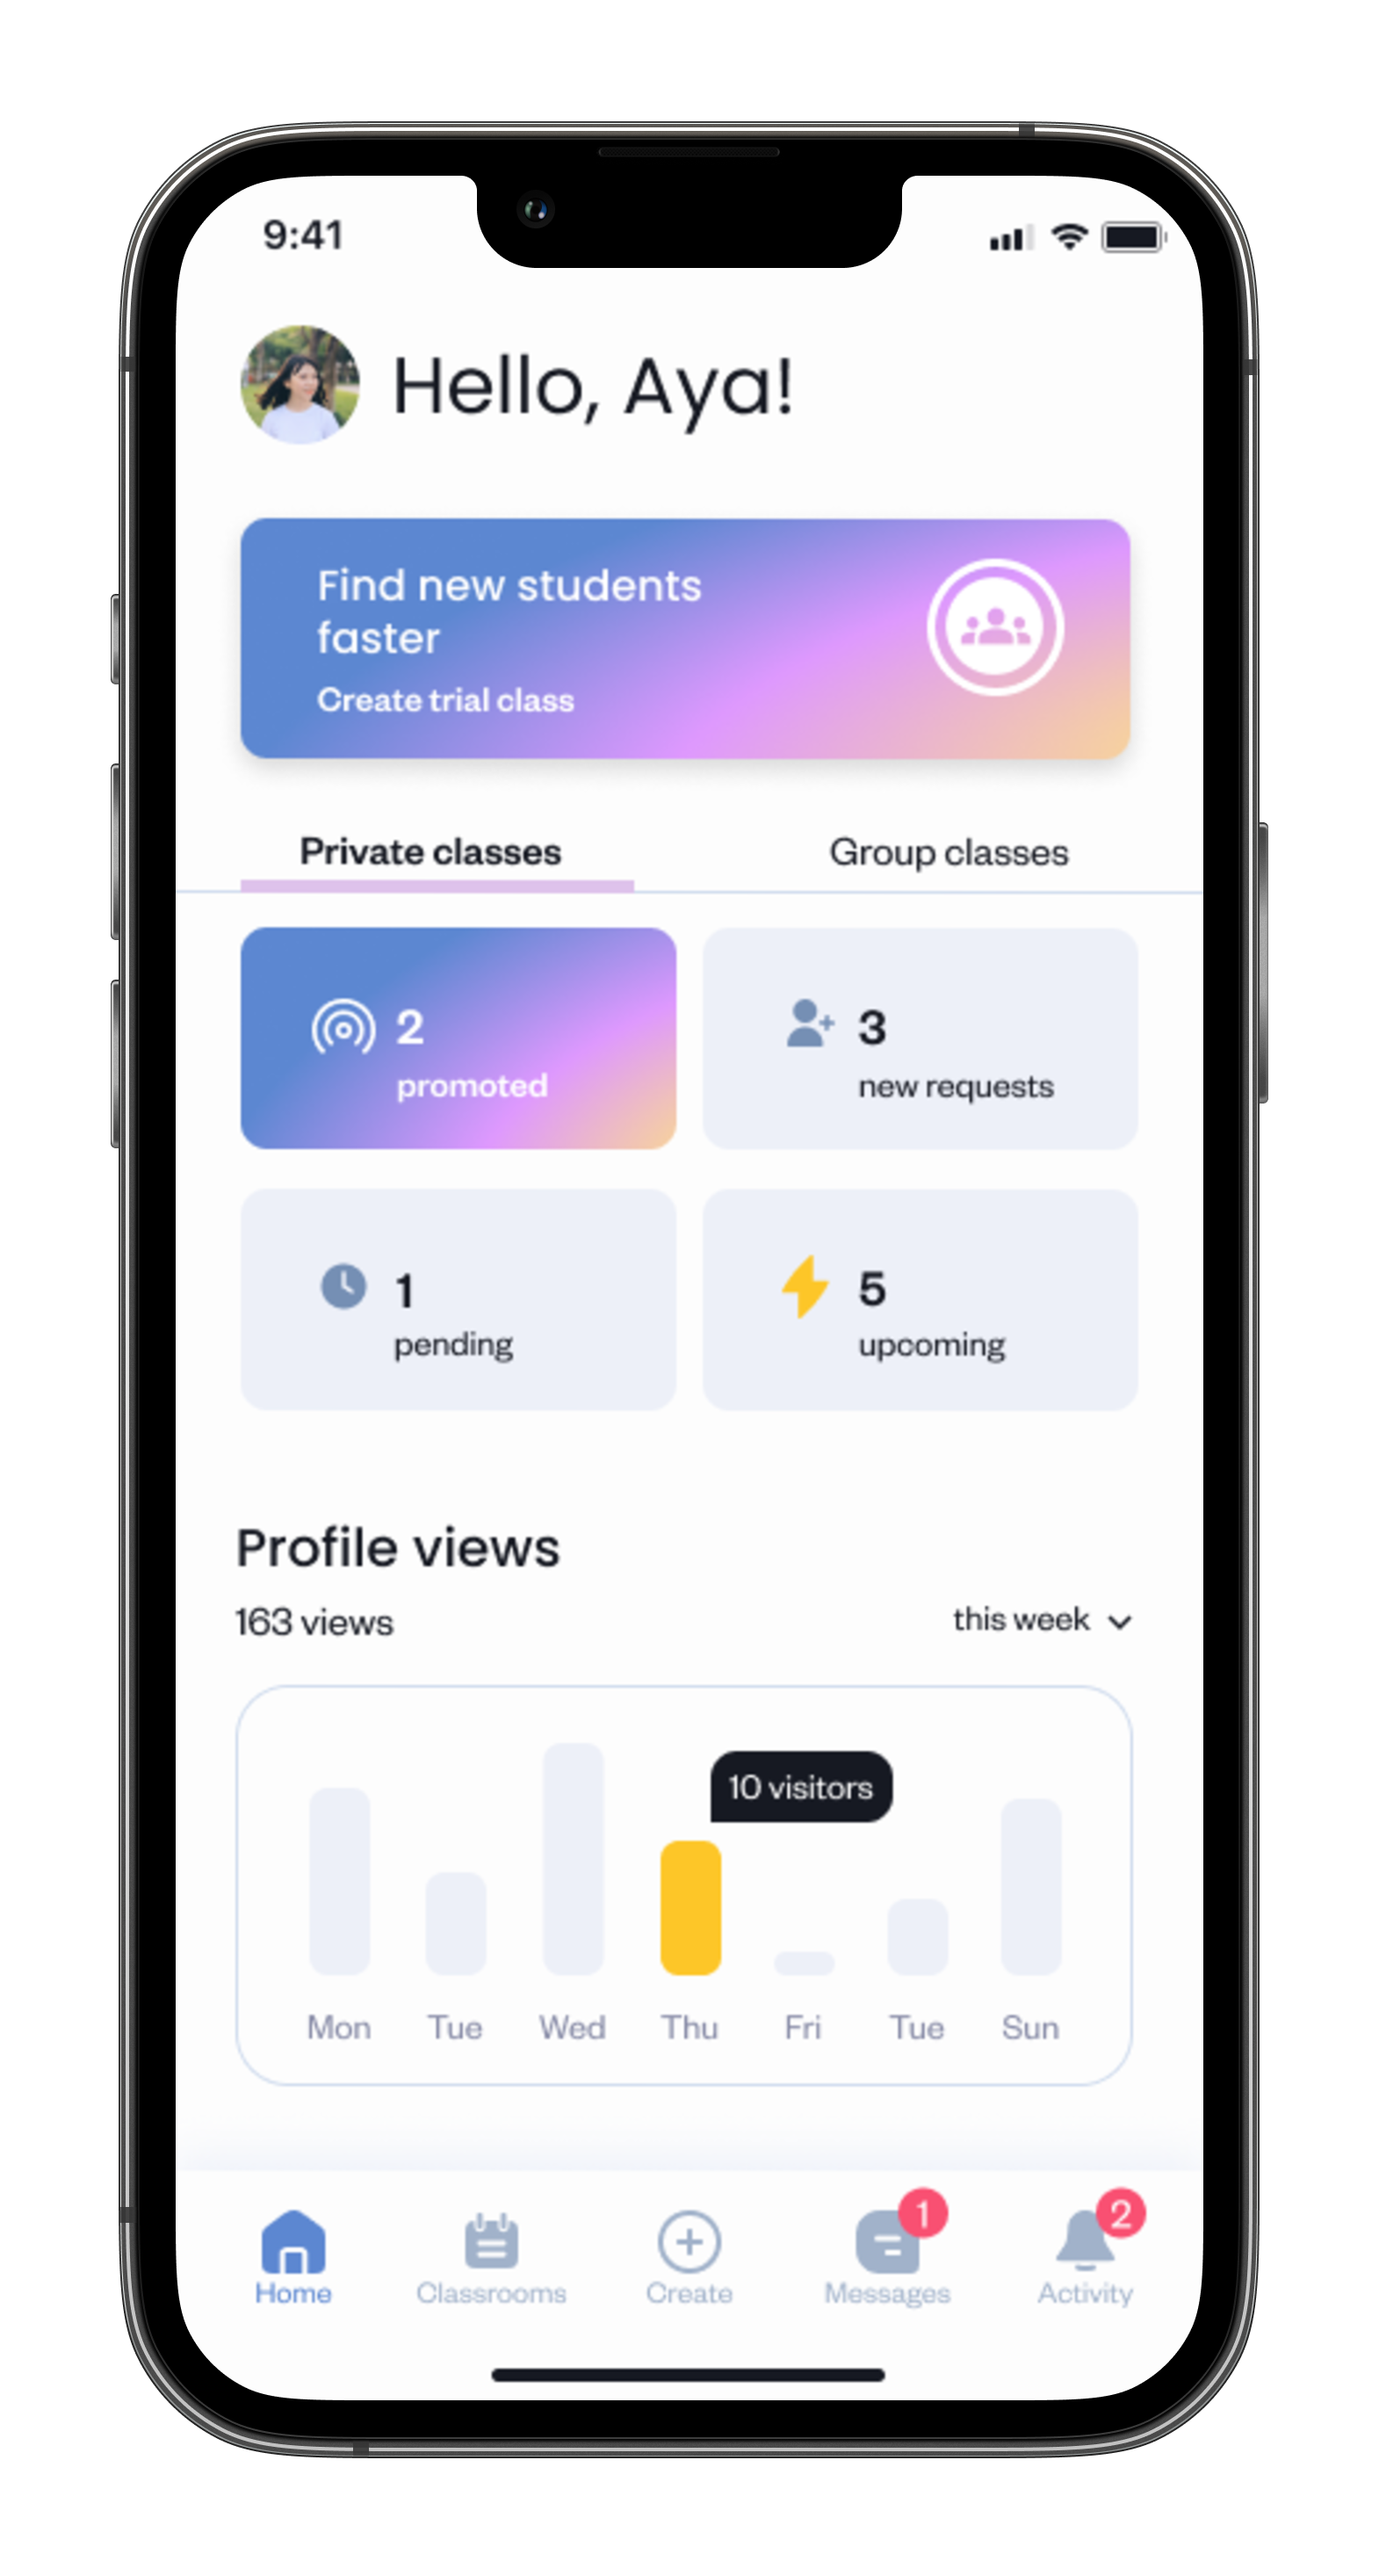 9:41
Hello, Aya!
Find new students
faster
Create trial class
Private classes
Group classes
2
promoted
3
new requests
1
pending
5
upcoming
Profile views
163 views
this week
10 visitors
Mon
Tue
Wed
Thu
Fri
Tue
Sun
1
2
Home
Classrooms
Create
Messages
Activity